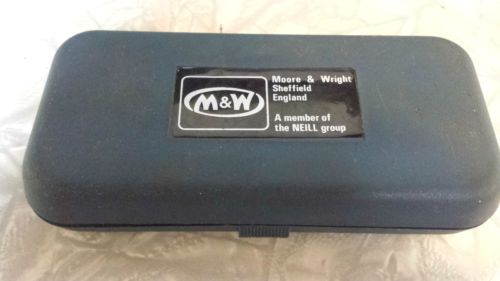 M&W
Moore & Wright
Sheffield
England
A member of
the NEILL group